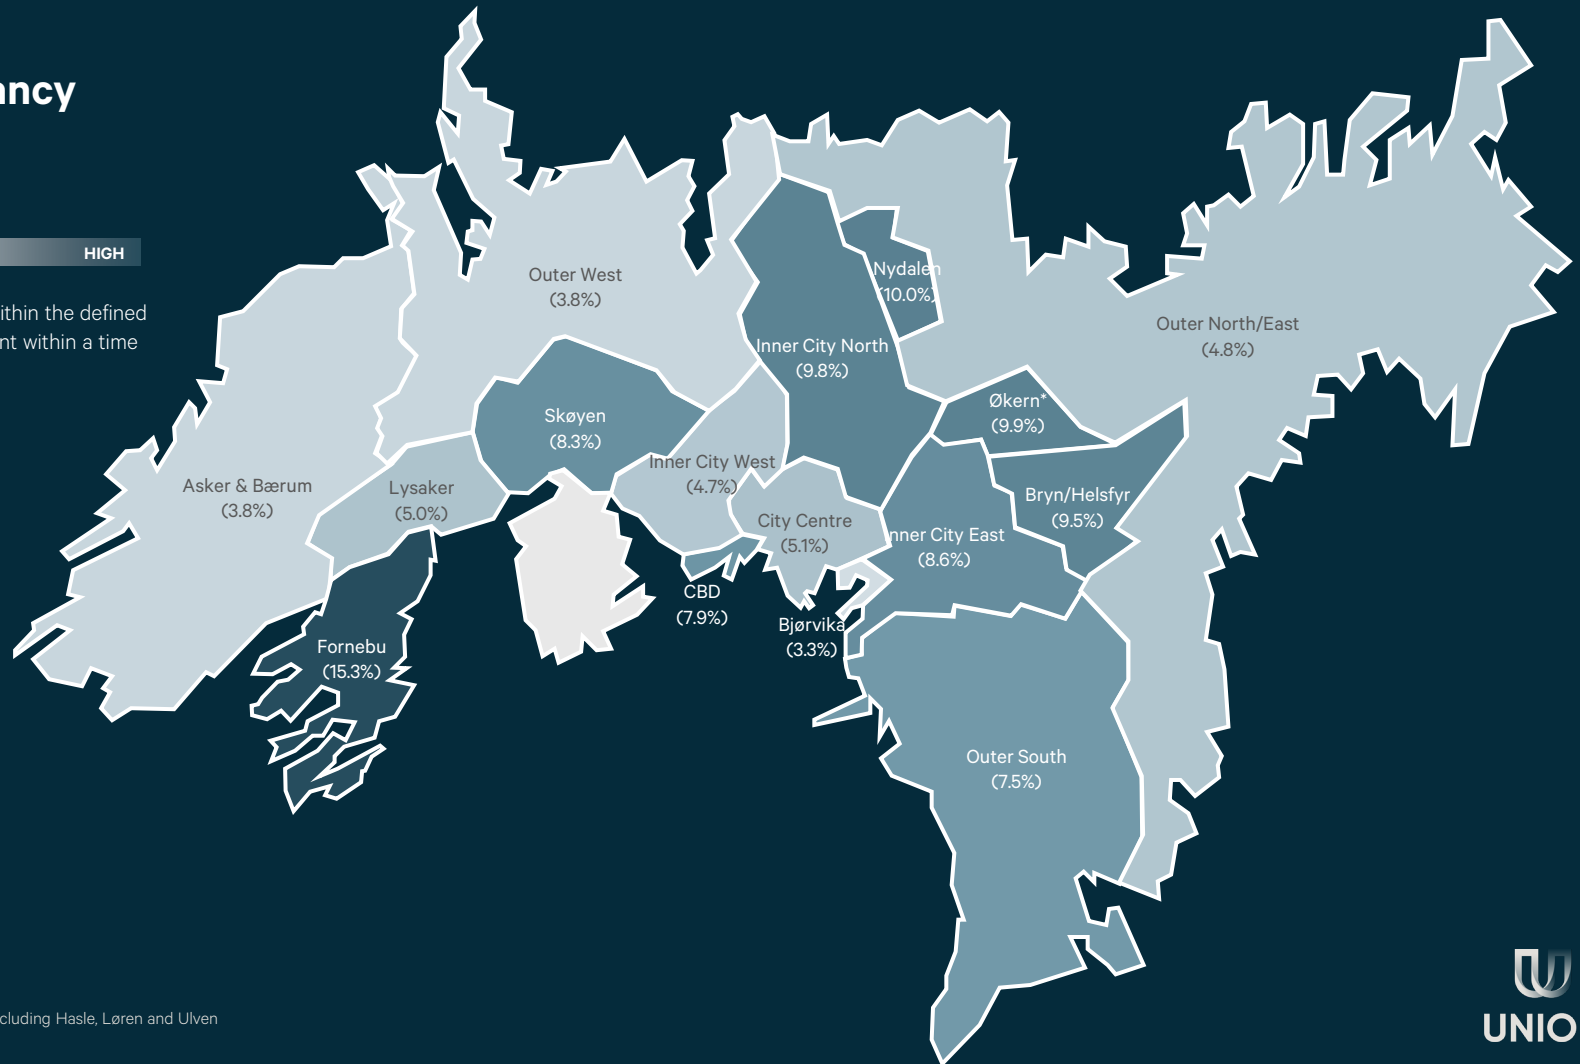 ancy
HIGH
ithin the defined
nt within a time
Outer West
(3.8%)
Nydalen
(10.0%)
Outer North/East
(4.8%)
Inner City North
(9.8%)
Økern*
(9.9%)
Skøyen
(8.3%)
Inner City West
(4.7%)
Asker & Bærum
(3.8%)
Lysaker
(5.0%)
Bryn/Helsfyr
(9.5%)
City Centre
(5.1%)
nner City East
(8.6%)
CBD
(7.9%)
Bjørvika
(3.3%)
Fornebu
(15.3%)
Outer South
(7.5%)
cluding Hasle, Løren and Ulven
UNIO